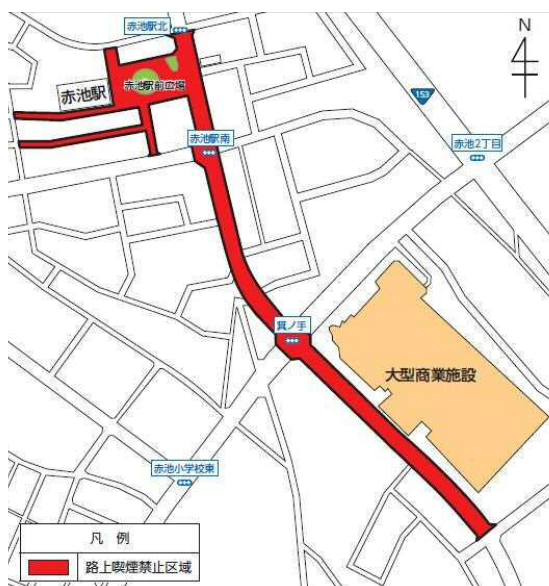 赤池駅北
N
赤池駅
赤池駅前広場
153
赤池駅南
赤池2丁目
箕ノ手
大型商業施設
赤池小学校東
凡 例
路上喫煙禁止区域